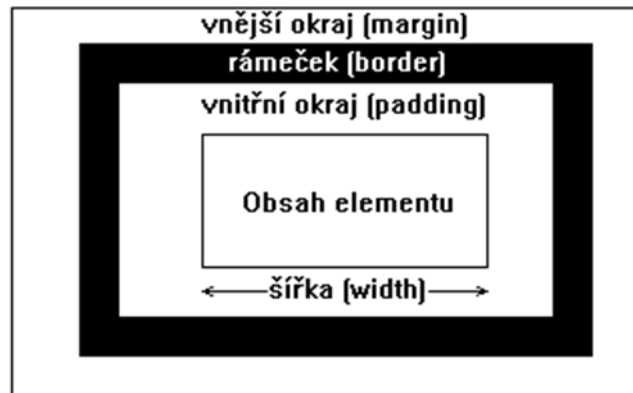 vnější okraj (margin)
rámeček (border)
vnitřní okraj (padding)
Obsah elementu
šířka (width)